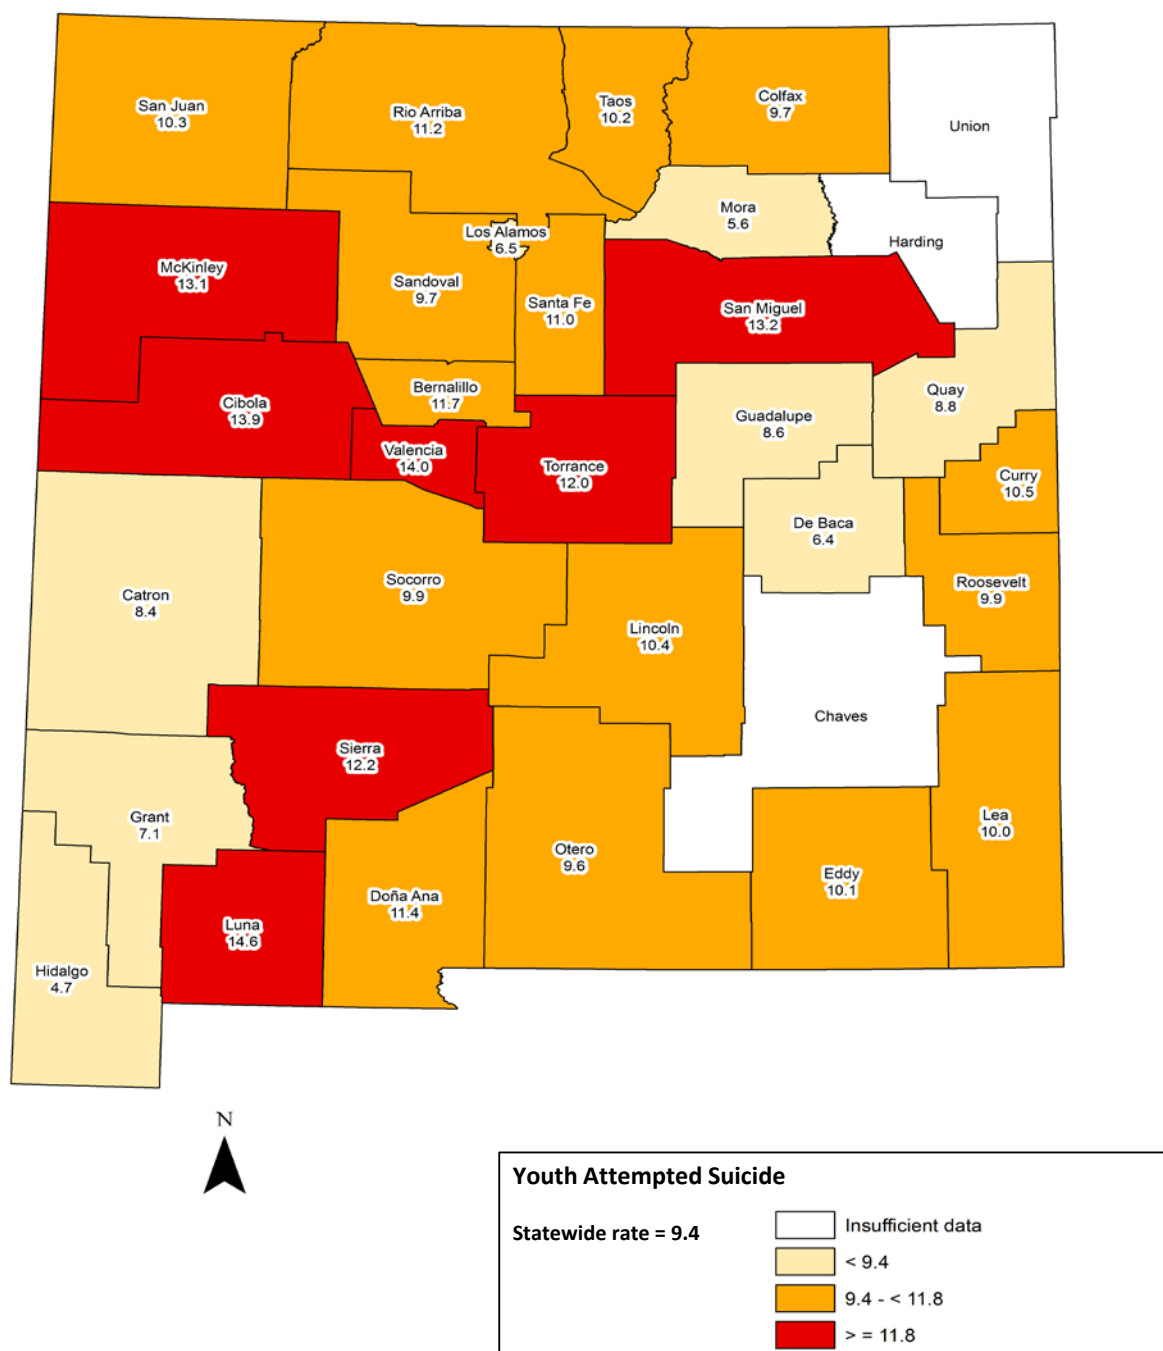 San Juan
10.3
Rio Arriba
11.2
Taos
10.2
Colfax
9.7
Union
Mora
5.6
Harding
Los Alamos
6.5
McKinley
13.1
Sandoval
9.7
Santa Fe
11.0
San Miguel
13.2
Bernalillo
11.7
Cibola
13.9
Guadalupe
8.6
Quay
8.8
Valencia
14.0
Torrance
12.0
Curry
10.5
De Baca
6.4
Catron
8.4
Socorro
9.9
Roosevelt
9.9
Lincoln
10.4
Chaves
Sierra
12.2
Grant
7.1
Otero
9.6
Lea
10.0
Eddy
10.1
Doña Ana
11.4
Luna
14.6
Hidalgo
4.7
N
Youth Attempted Suicide
Statewide rate = 9.4
Insufficient data
< 9.4
9.4 - < 11.8
> = 11.8